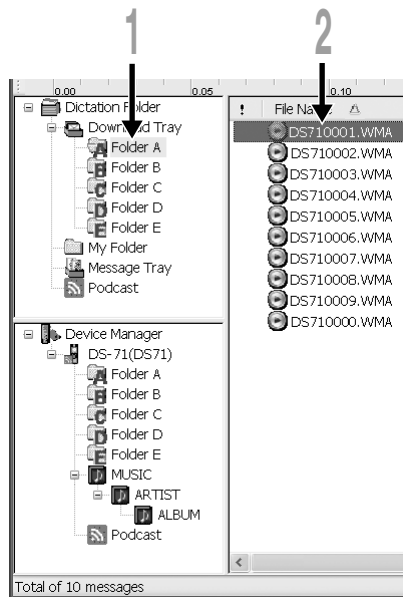 1 2
0.00 0.05 0.10
Dictation Folder
Download Tray
Folder A
Folder B
Folder C
Folder D
Folder E
My Folder
Message Tray
Podcast
! File Name
DS710001.WMA
DS710002.WMA
DS710003.WMA
DS710004.WMA
DS710005.WMA
DS710006.WMA
DS710007.WMA
DS710008.WMA
DS710009.WMA
DS710000.WMA
Device Manager
DS-71(DS71)
Folder A
Folder B
Folder C
Folder D
Folder E
MUSIC
ARTIST
ALBUM
Podcast
Total of 10 messages